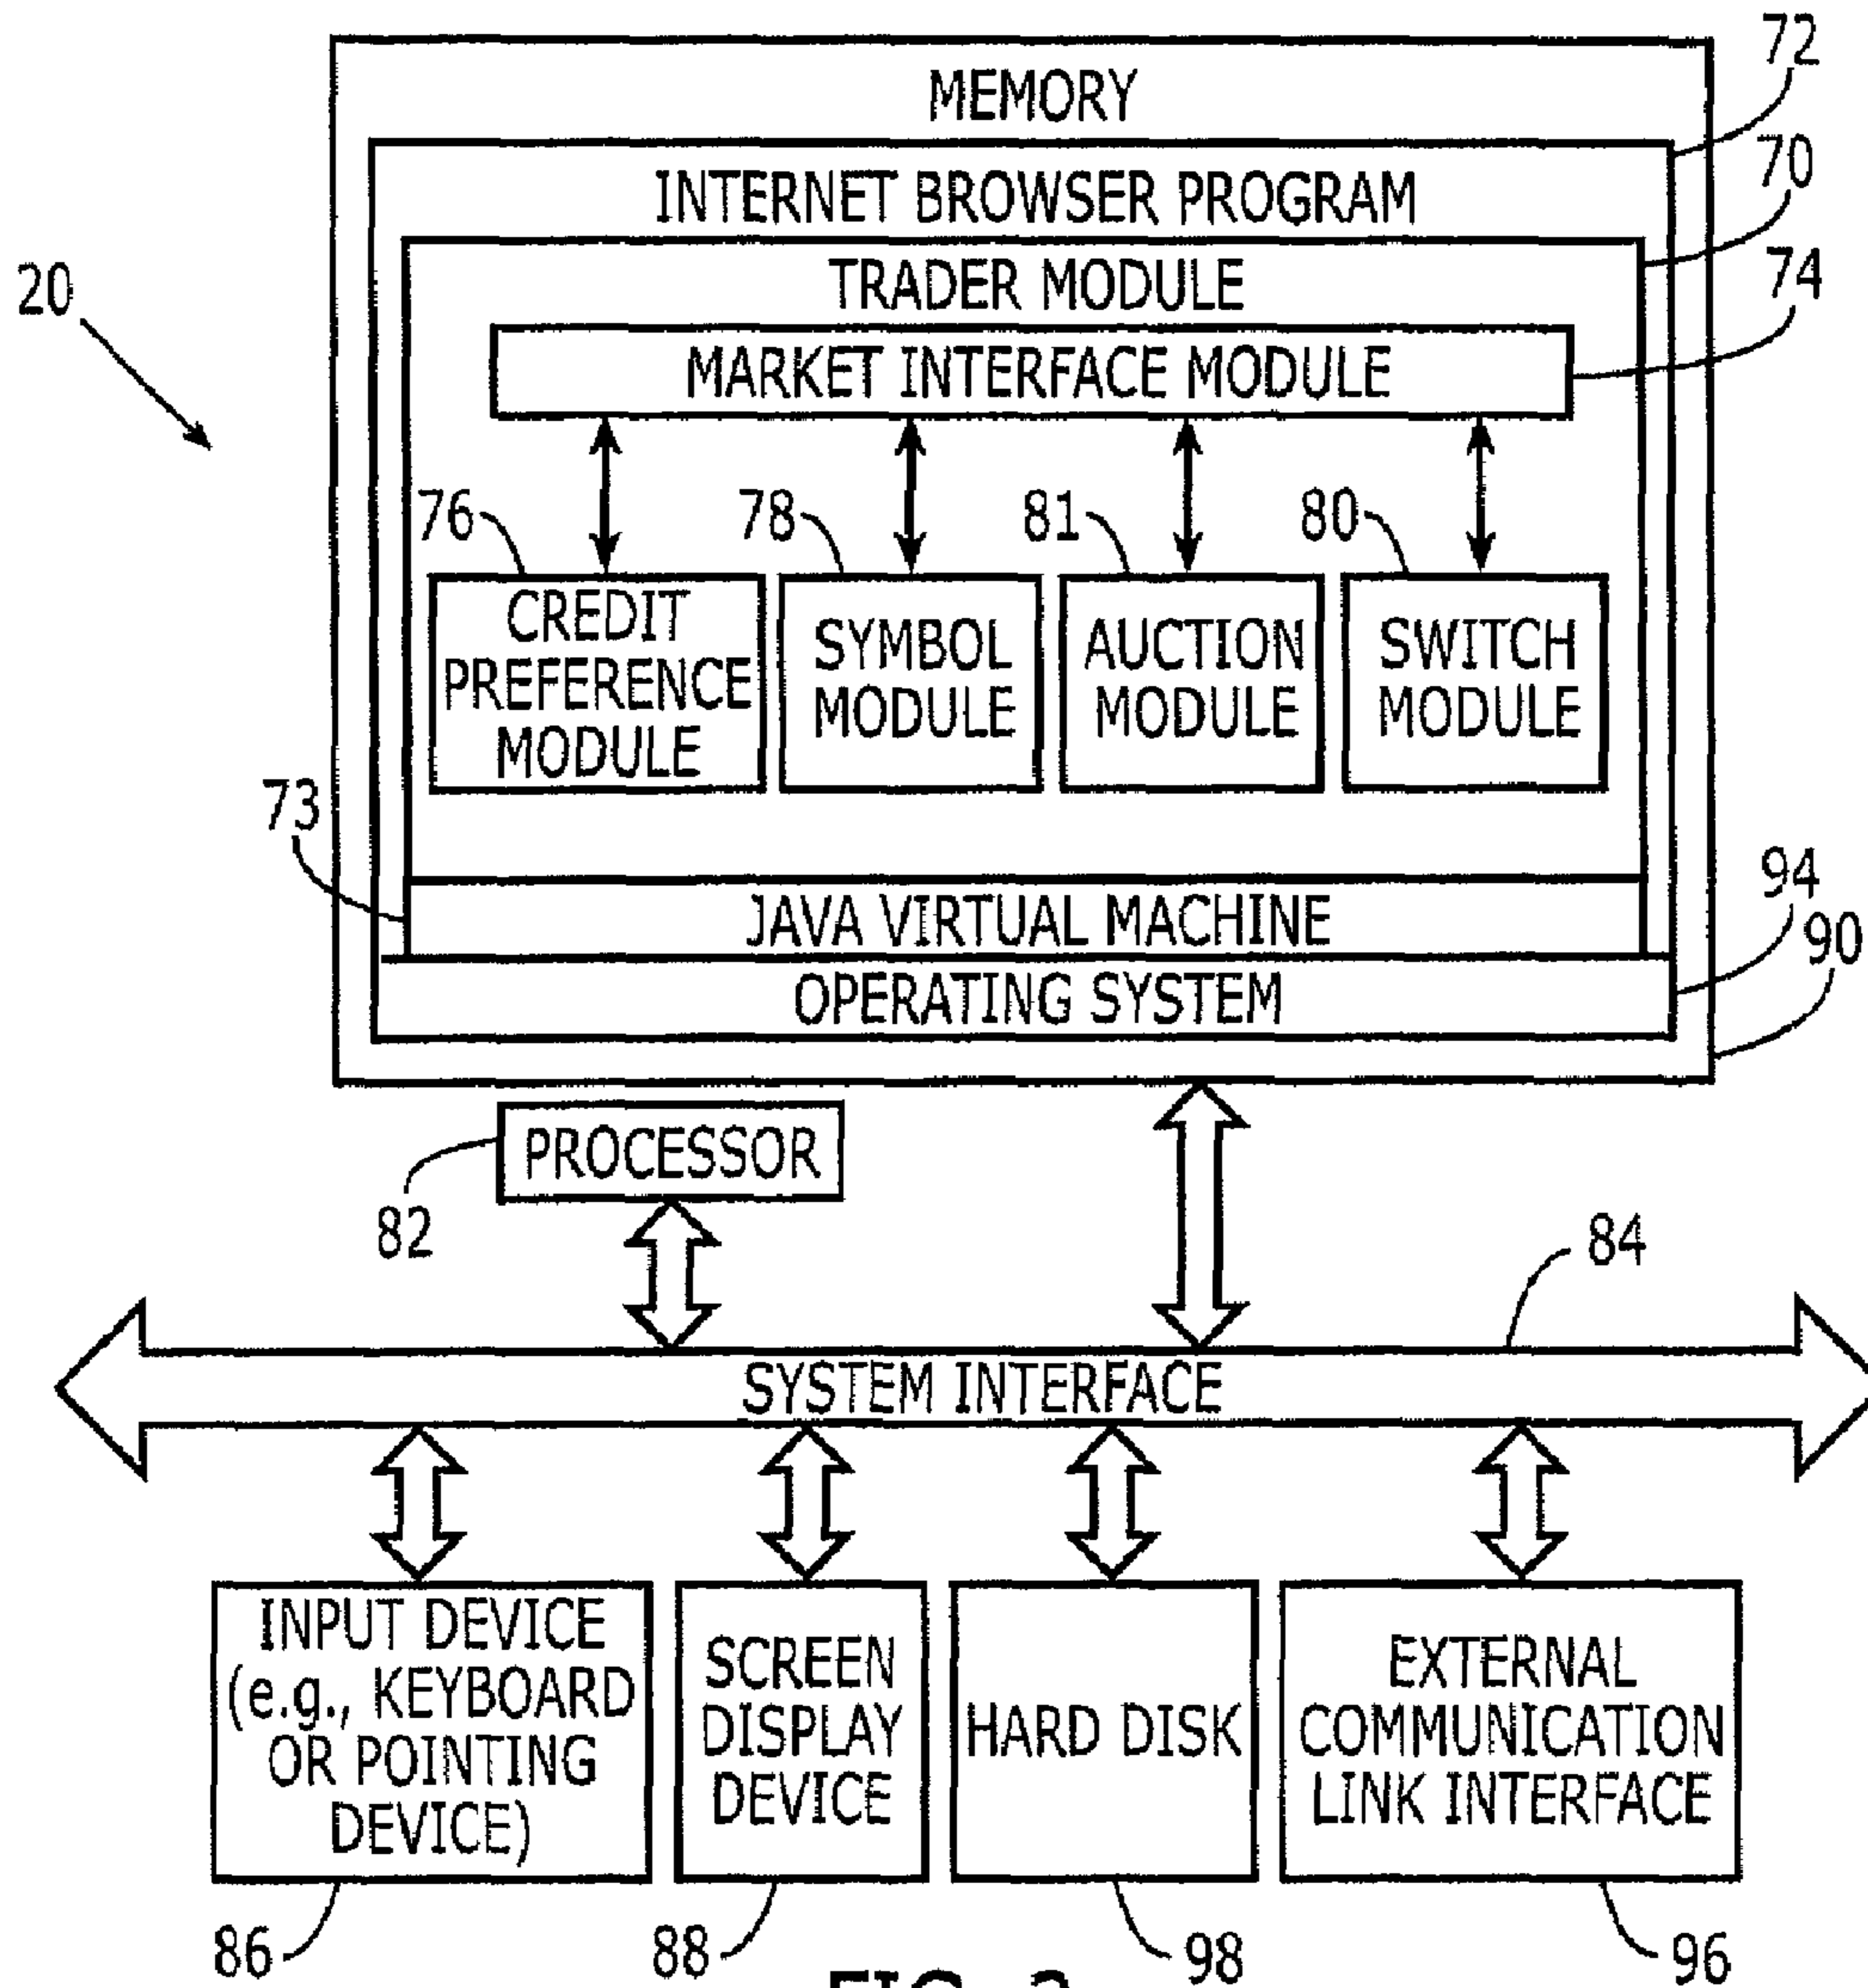 72
MEMORY
70
INTERNET BROWSER PROGRAM
74
20
TRADER MODULE
MARKET INTERFACE MODULE
76
78
81
80
CREDIT
PREFERENCE
MODULE
SYMBOL
MODULE
AUCTION
MODULE
SWITCH
MODULE
73
94
JAVA VIRTUAL MACHINE
90
OPERATING SYSTEM
PROCESSOR
82
84
SYSTEM INTERFACE
INPUT DEVICE
(e.g., KEYBOARD
OR POINTING
DEVICE)
SCREEN
DISPLAY
DEVICE
HARD DISK
EXTERNAL
COMMUNICATION
LINK INTERFACE
86
88
98
96